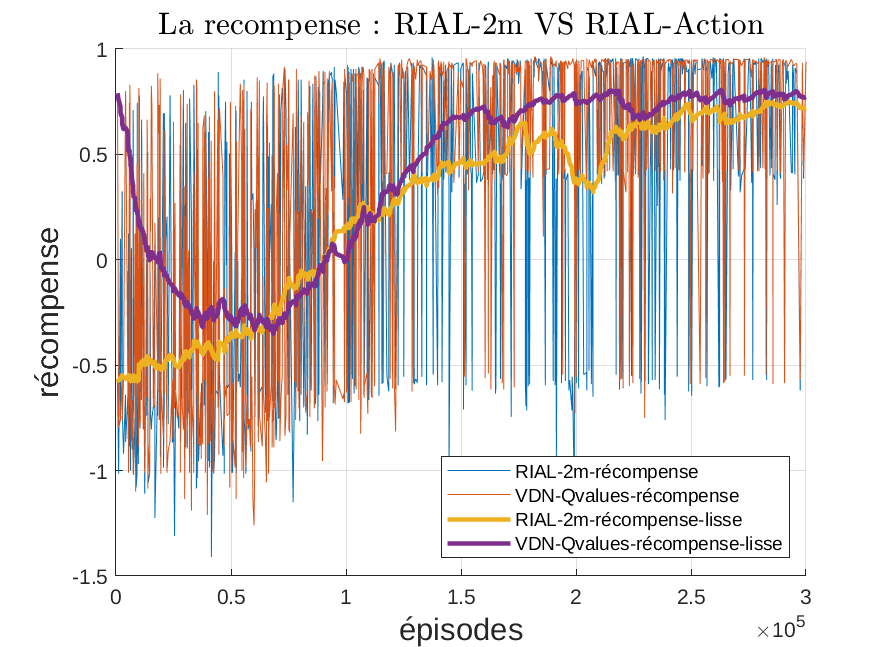 La recompense : RIAL-2m VS RIAL-Action
récompense
1
0.5
0
-0.5
-1
-1.5
RIAL-2m-récompense
VDN-Qvalues-récompense
RIAL-2m-récompense-lisse
VDN-Qvalues-récompense-lisse
0 0.5 1 1.5 2 2.5 3
épisodes
×10⁵